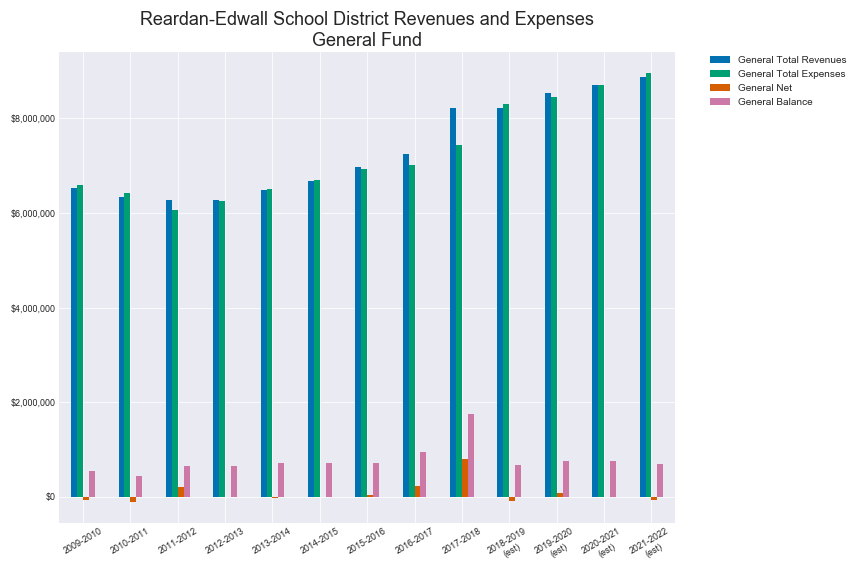 Reardan-Edwall School District Revenues and Expenses
General Fund
General Total Revenues
General Total Expenses
General Net
General Balance
$8,000,000
$6,000,000
$4,000,000
$2,000,000
$0
2009-2010
2010-2011
2011-2012
2012-2013
2013-2014
2014-2015
2015-2016
2016-2017
2017-2018
2018-2019
(est)
2019-2020
(est)
2020-2021
(est)
2021-2022
(est)